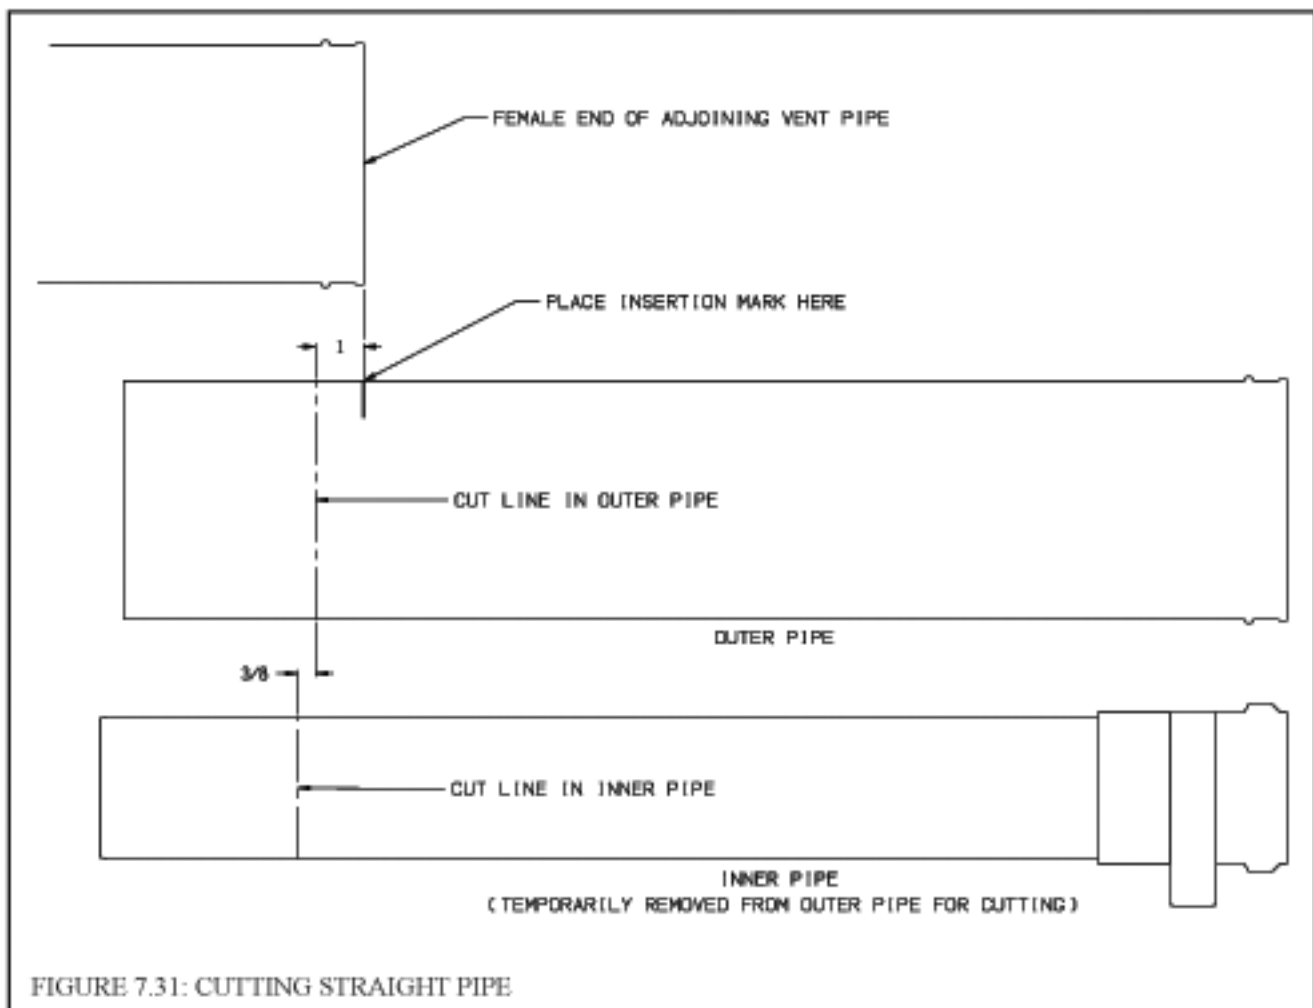 FEMALE END OF ADJOINING VENT PIPE
PLACE INSERTION MARK HERE
1
CUT LINE IN OUTER PIPE
OUTER PIPE
3/8
CUT LINE IN INNER PIPE
INNER PIPE
(TEMPORARILY REMOVED FROM OUTER PIPE FOR CUTTING)
FIGURE 7.31: CUTTING STRAIGHT PIPE